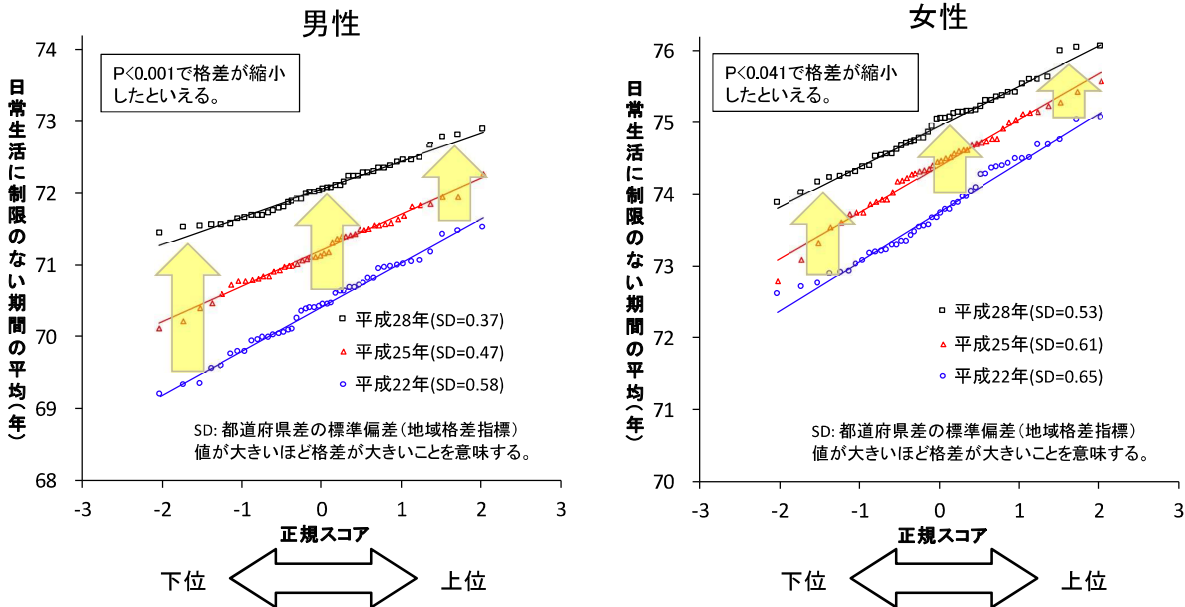 男性
日常生活に制限のない期間の平均(年)
74
73
72
71
70
69
68
P<0.001で格差が縮小
したといえる。
平成28年(SD=0.37)
平成25年(SD=0.47)
平成22年(SD=0.58)
SD: 都道府県差の標準偏差(地域格差指標)
値が大きいほど格差が大きいことを意味する。
-3 -2 -1 0 1 2 3
正規スコア
下位 上位
女性
日常生活に制限のない期間の平均(年)
76
75
74
73
72
71
70
P<0.041で格差が縮小
したといえる。
平成28年(SD=0.53)
平成25年(SD=0.61)
平成22年(SD=0.65)
SD: 都道府県差の標準偏差(地域格差指標)
値が大きいほど格差が大きいことを意味する。
-3 -2 -1 0 1 2 3
正規スコア
下位 上位